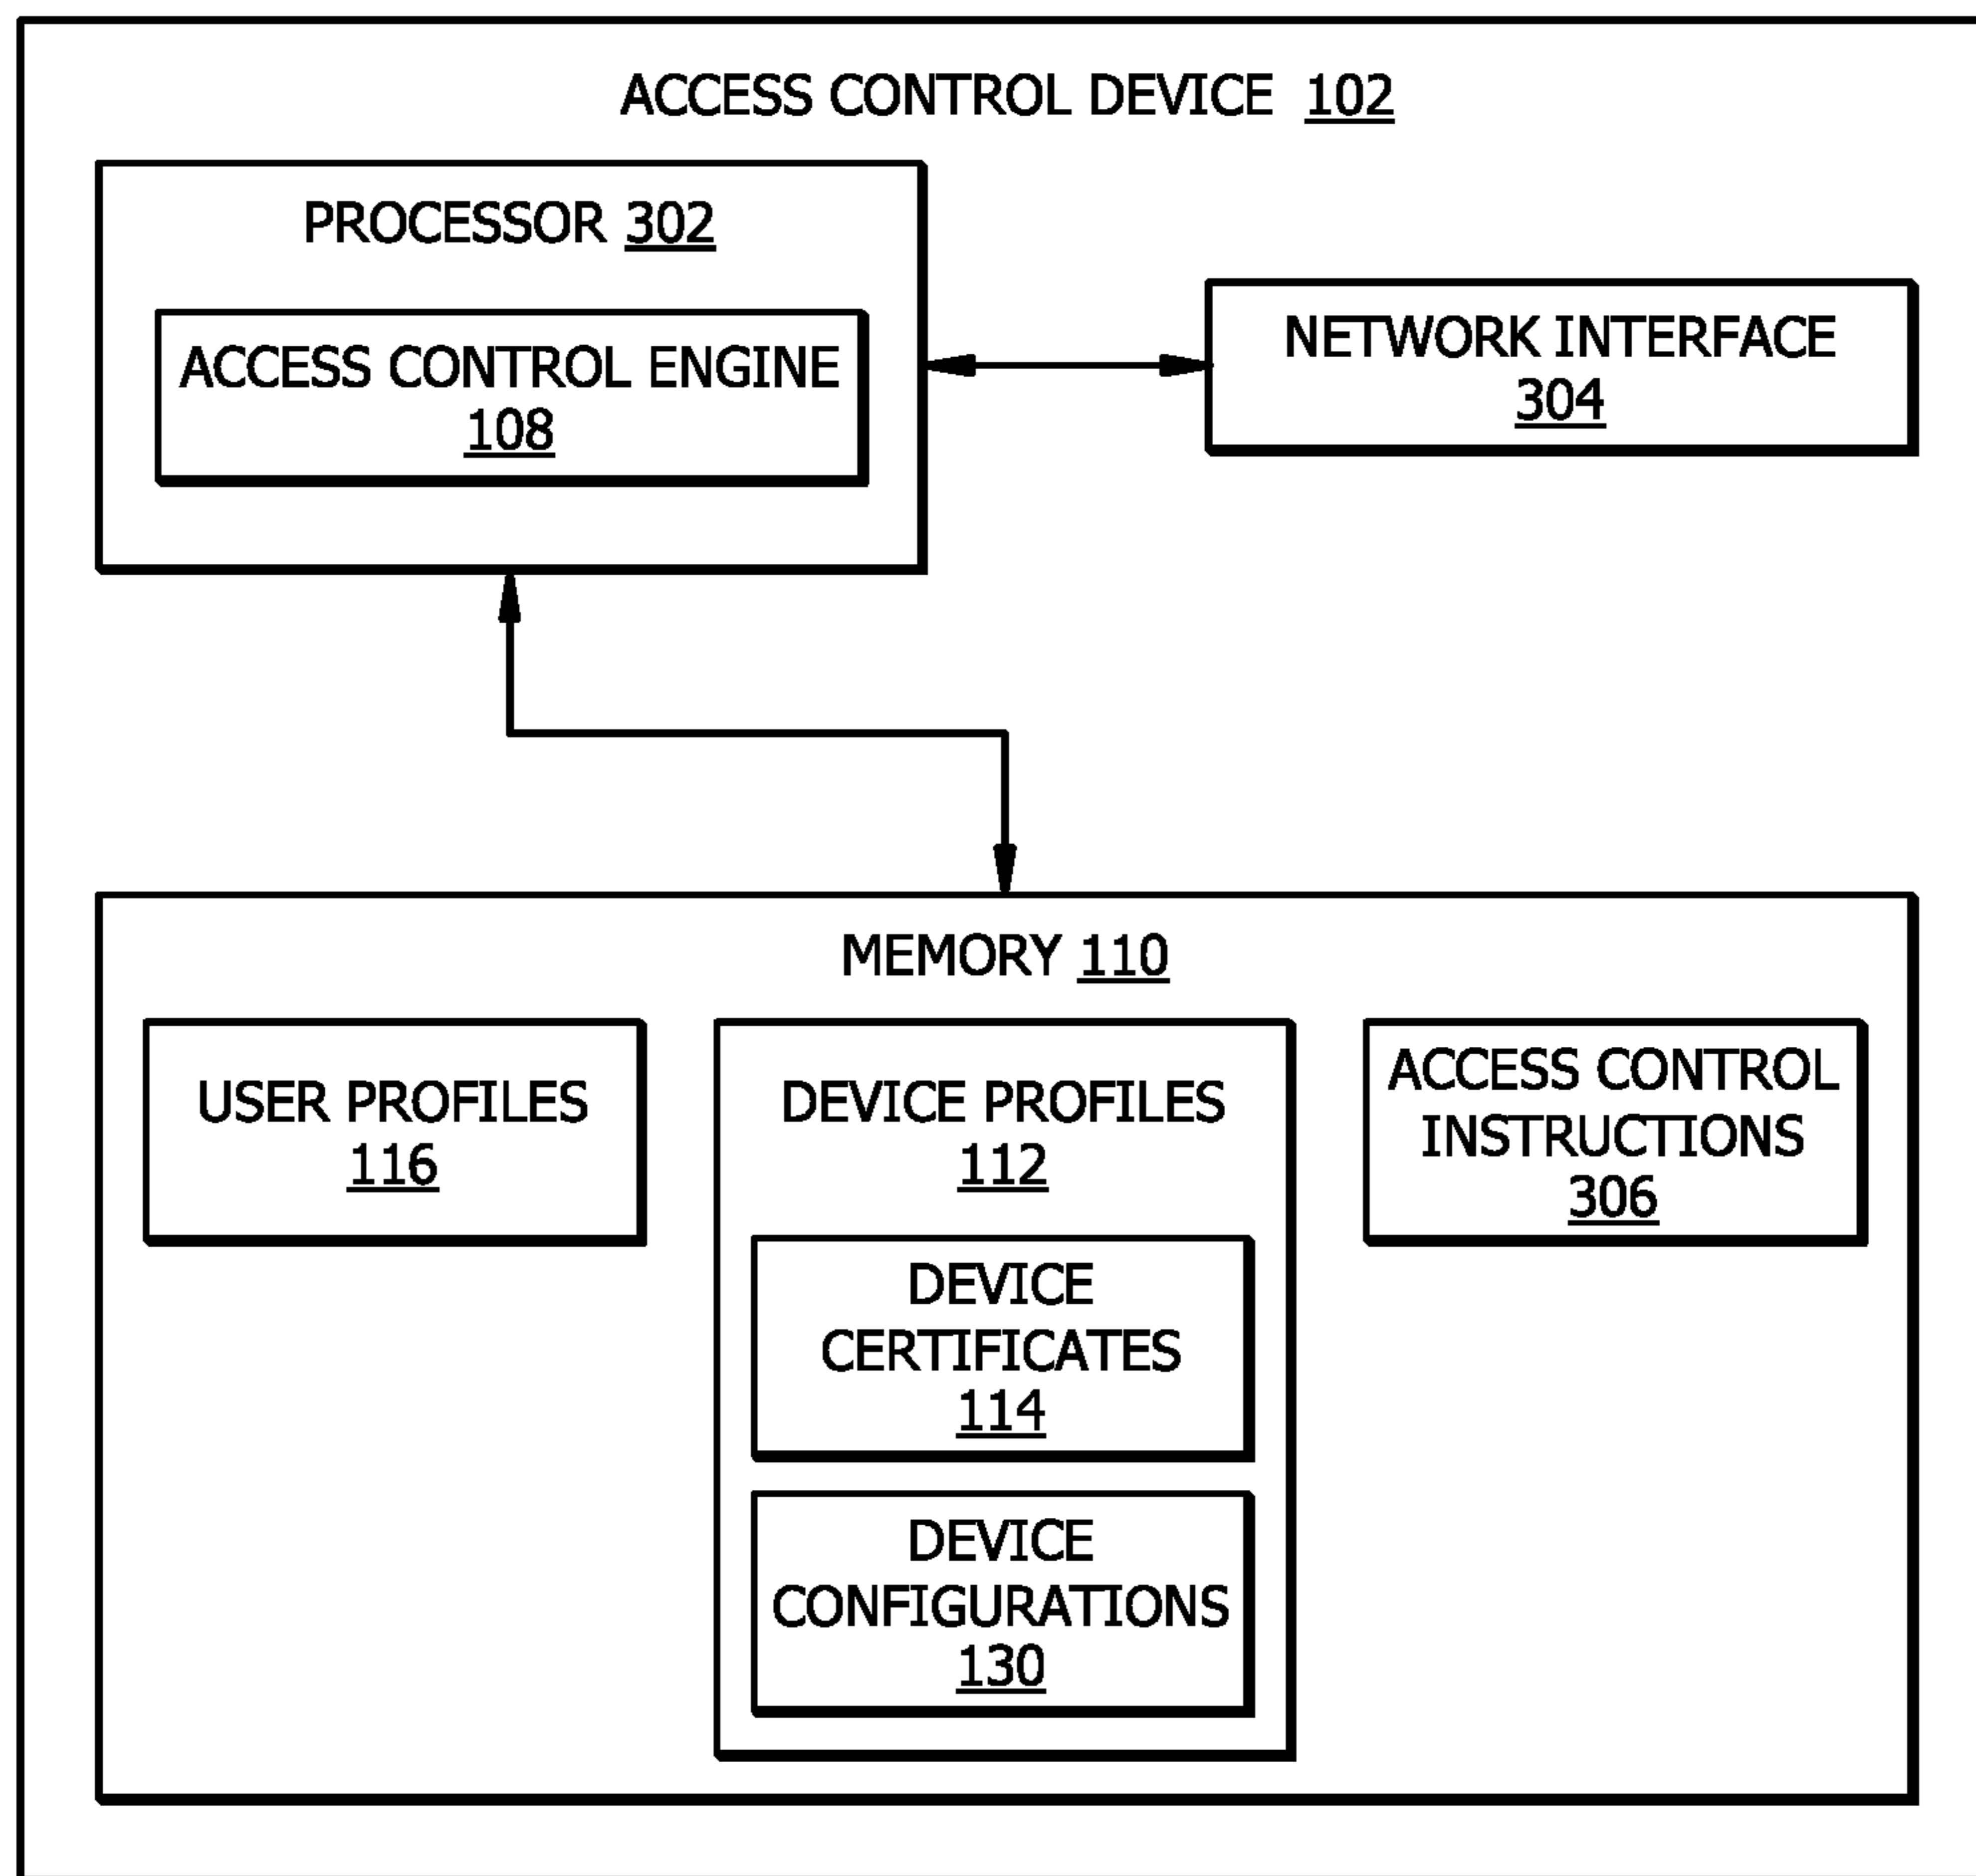 ACCESS CONTROL DEVICE 102
PROCESSOR 302
ACCESS CONTROL ENGINE
108
NETWORK INTERFACE
304
MEMORY 110
USER PROFILES
116
DEVICE PROFILES
112
DEVICE
CERTIFICATES
114
DEVICE
CONFIGURATIONS
130
ACCESS CONTROL
INSTRUCTIONS
306